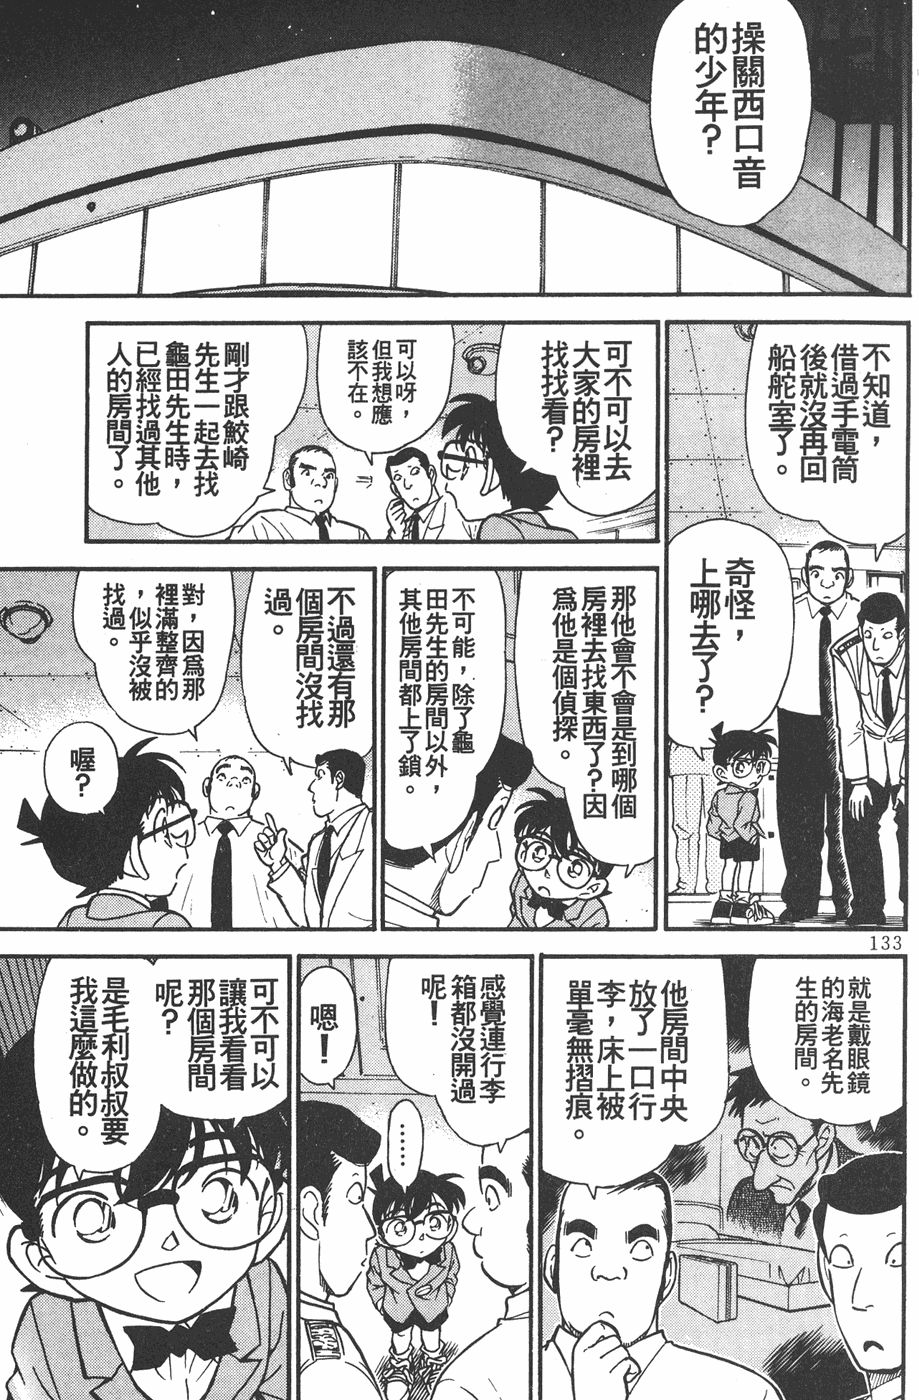 操關西口音
的少年？
不知道，
借過手電筒
後就沒再回
船舵室了。
奇怪，
上哪去了？
可不可以去
大家的房裡
找找看？
可以呀，
但我想應
該不在。
剛才跟鮫崎
先生一起去找
龜田先生時，
已經找過其他
人的房間了。
那他會不會是到哪個
房裡去找東西了？因
為他是個偵探。
不可能，除了龜
田先生的房間以外
其他房間都上了鎖。
不過還有那
個房間沒找
過。
對，因為那
裡滿整齊的
，似乎沒被
找過。
喔？
133
就是戴眼鏡
的海老名先
生的房間。
他房間中央
放了一口行
李，床上被
單毫無摺痕。
感覺連行李
箱都沒開過
呢！
嗯！
……
可不可以
讓我看看
那個房間
呢？
是毛利叔叔要
我這麼做的。